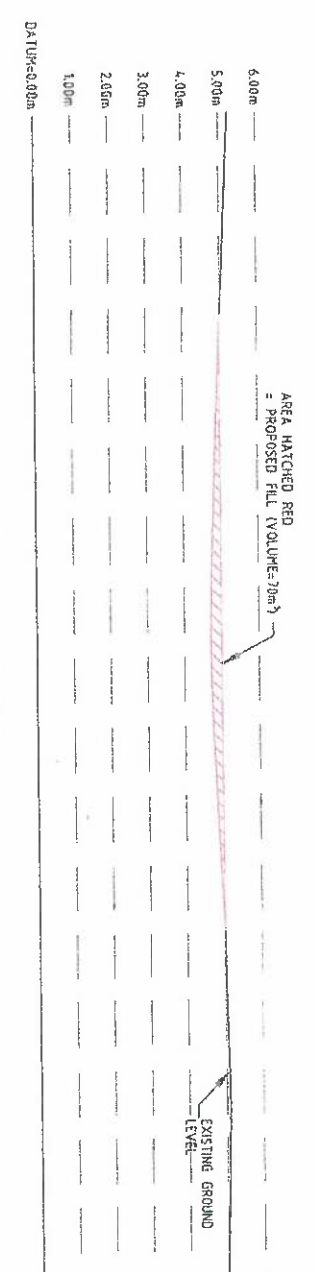 AREA HATCHED RED
= PROPOSED FILL (VOLUME=70m³)
6.00m
5.00m
4.00m
3.00m
2.00m
1.00m
DATUM=0.00m
EXISTING GROUND
LEVEL